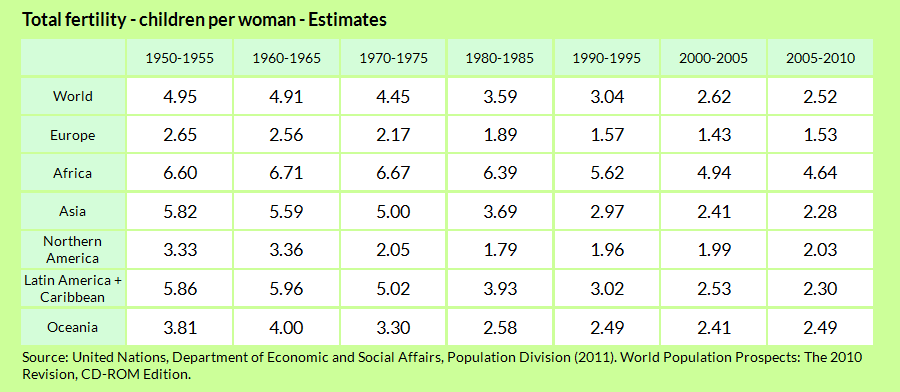 Total fertility - children per woman - Estimates
1950-1955 1960-1965 1970-1975 1980-1985 1990-1995 2000-2005 2005-2010
World 4.95 4.91 4.45 3.59 3.04 2.62 2.52
Europe 2.65 2.56 2.17 1.89 1.57 1.43 1.53
Africa 6.60 6.71 6.67 6.39 5.62 4.94 4.64
Asia 5.82 5.59 5.00 3.69 2.97 2.41 2.28
Northern
America 3.33 3.36 2.05 1.79 1.96 1.99 2.03
Latin America +
Caribbean 5.86 5.96 5.02 3.93 3.02 2.53 2.30
Oceania 3.81 4.00 3.30 2.58 2.49 2.41 2.49
Source: United Nations, Department of Economic and Social Affairs, Population Division (2011). World Population Prospects: The 2010
Revision, CD-ROM Edition.